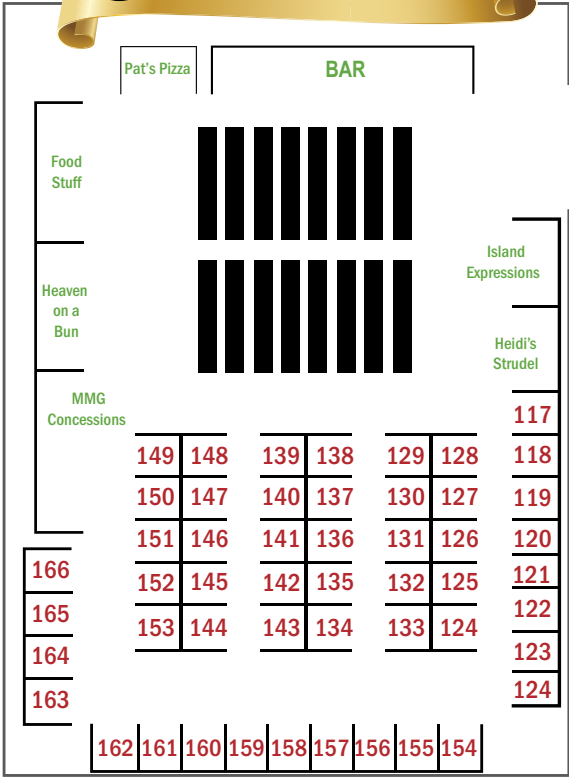 Pat's Pizza
BAR
Food
Stuff
Island
Expressions
Heaven
on a
Bun
Heidi's
Strudel
MMG
Concessions
117
149 148 139 138 129 128 118
150 147 140 137 130 127 119
151 146 141 136 131 126 120
166
152 145 142 135 132 125 121
165
122
153 144 143 134 133 124
164
123
163
124
162 161 160 159 158 157 156 155 154